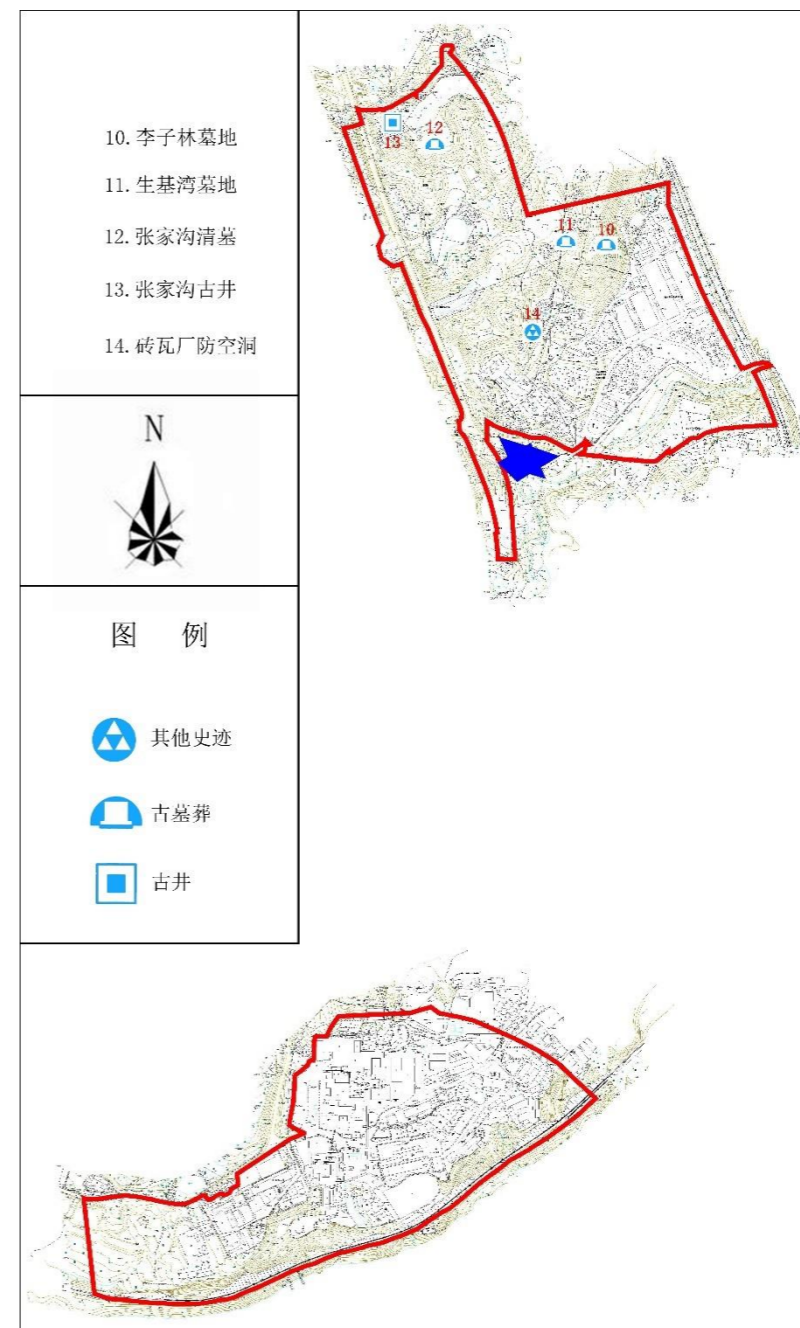 10.李子林墓地
11.生基湾墓地
12.张家沟清墓
13.张家沟古井
14.砖瓦厂防空洞
N
图 例
其他史迹
古墓葬
古井
12
13
11
10
14